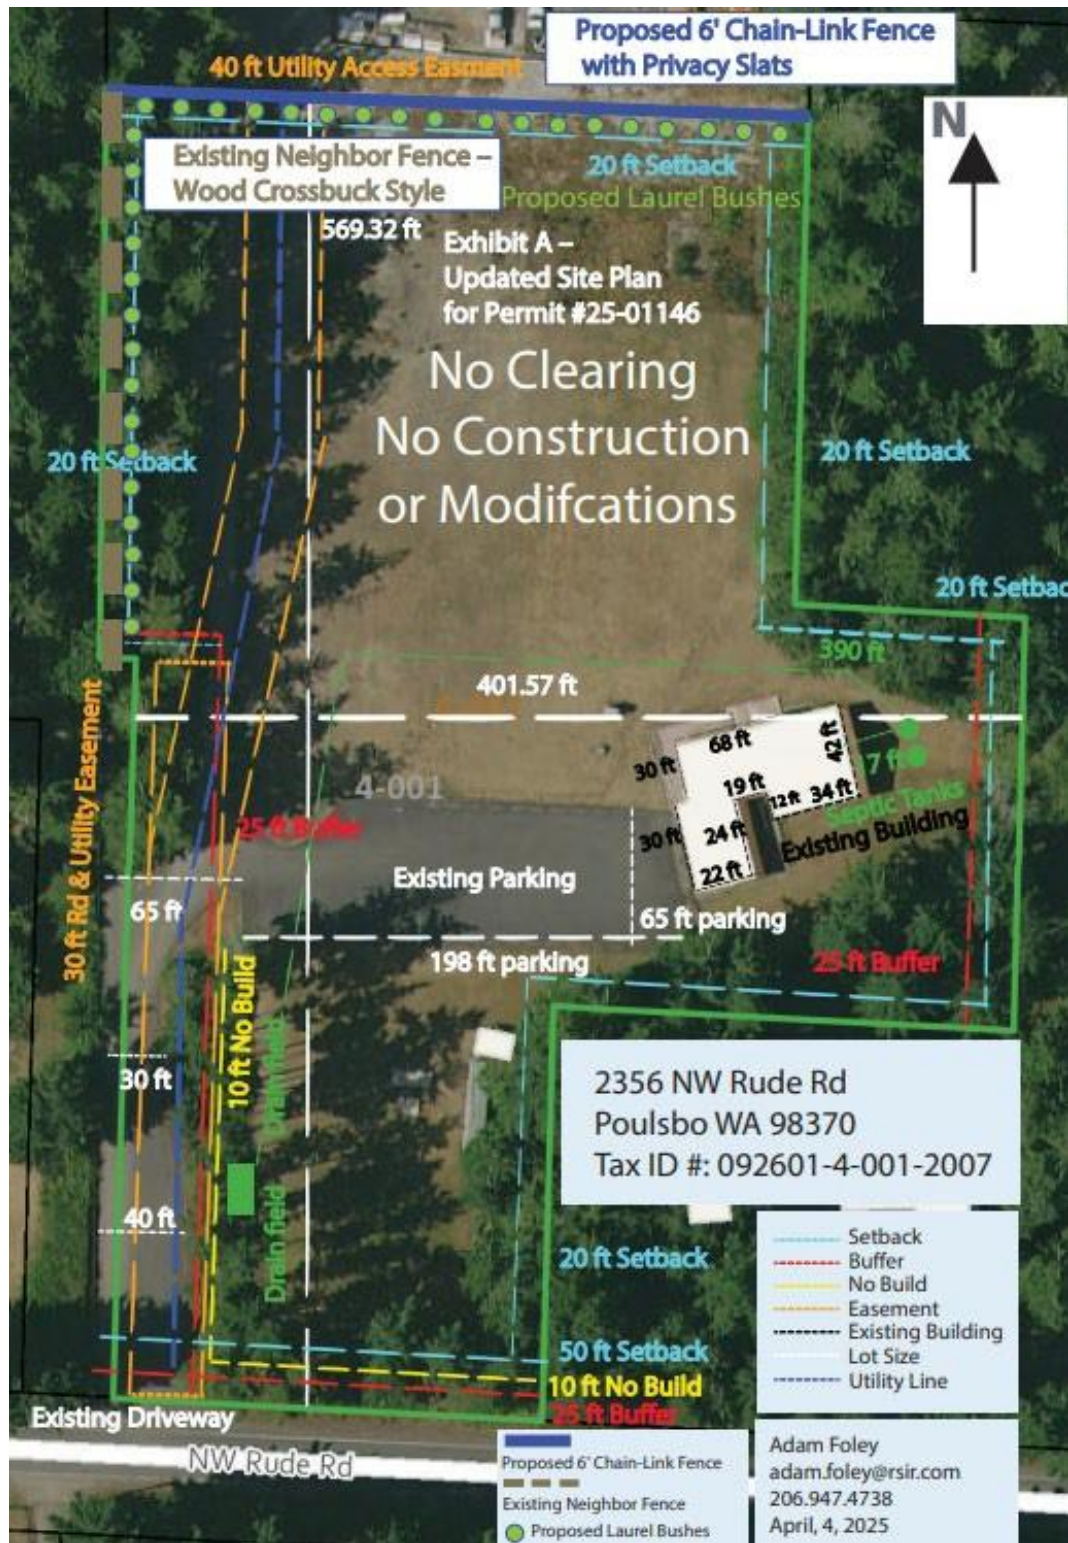 Proposed 6' Chain-Link Fence
with Privacy Slats
40 ft Utility Access Easment
N
Existing Neighbor Fence –
Wood Crossbuck Style
20 ft Setback
Proposed Laurel Bushes
569.32 ft
Exhibit A –
Updated Site Plan
for Permit #25-01146
No Clearing
No Construction
or Modifcations
20 ft Setback
20 ft Setback
20 ft Setbac
390 ft
401.57 ft
30 ft Rd & Utility Easement
68 ft
42 ft
30 ft
19 ft
12 ft
34 ft
7 ft
Septic Tanks
4-001
25 ft Buffer
30 ft
24 ft
22 ft
Existing Building
Existing Parking
65 ft
65 ft parking
198 ft parking
25 ft Buffer
10 ft No Build
Drain field
30 ft
2356 NW Rude Rd
Poulsbo WA 98370
Tax ID #: 092601-4-001-2007
40 ft
Drain field
20 ft Setback
Setback
Buffer
No Build
Easement
Existing Building
Lot Size
Utility Line
50 ft Setback
10 ft No Build
25 ft Buffer
Existing Driveway
NW Rude Rd
Proposed 6' Chain-Link Fence
Existing Neighbor Fence
Proposed Laurel Bushes
Adam Foley
adam.foley@rsir.com
206.947.4738
April, 4, 2025